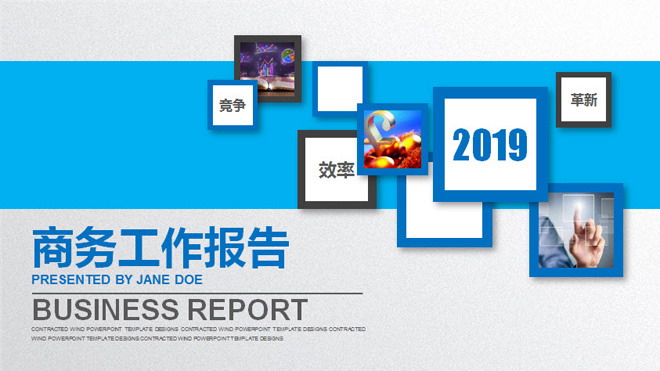 竞争
革新
2019
效率
商务工作报告
PRESENTED BY JANE DOE
BUSINESS REPORT
CONTRACTED WIND POWERPOINT TEMPLATE DESIGNS CONTRACTED WIND POWERPOINT TEMPLATE DESIGNS CONTRACTED
WIND POWERPOINT TEMPLATE DESIGNS CONTRACTED WIND POWERPOINT TEMPLATE DESIGNS